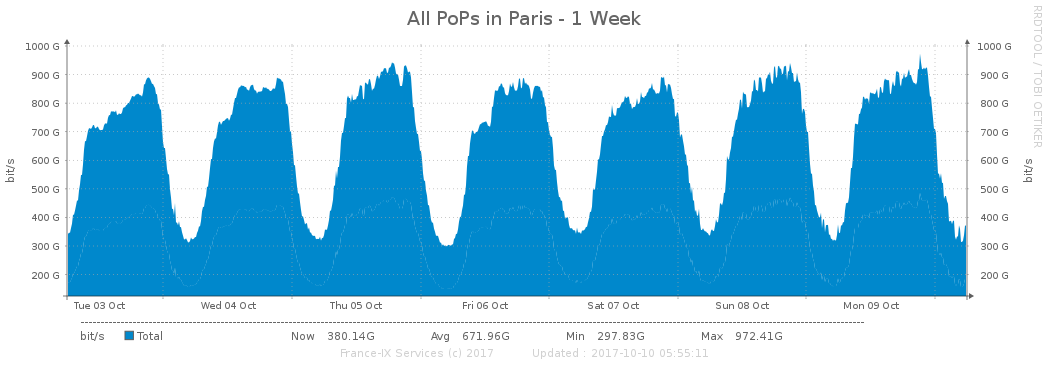 All PoPs in Paris - 1 Week
RRDTOOL / TOBI OETIKER
1000 G 1000 G
900 G 900 G
800 G 800 G
700 G 700 G
600 G 600 G
500 G 500 G
400 G 400 G
300 G 300 G
200 G 200 G
bit/s bit/s
Tue 03 Oct Wed 04 Oct Thu 05 Oct Fri 06 Oct Sat 07 Oct Sun 08 Oct Mon 09 Oct
bit/s Total Now 380.14G Avg 671.96G Min 297.83G Max 972.41G
France-IX Services (c) 2017 Updated : 2017-10-10 05:55:11